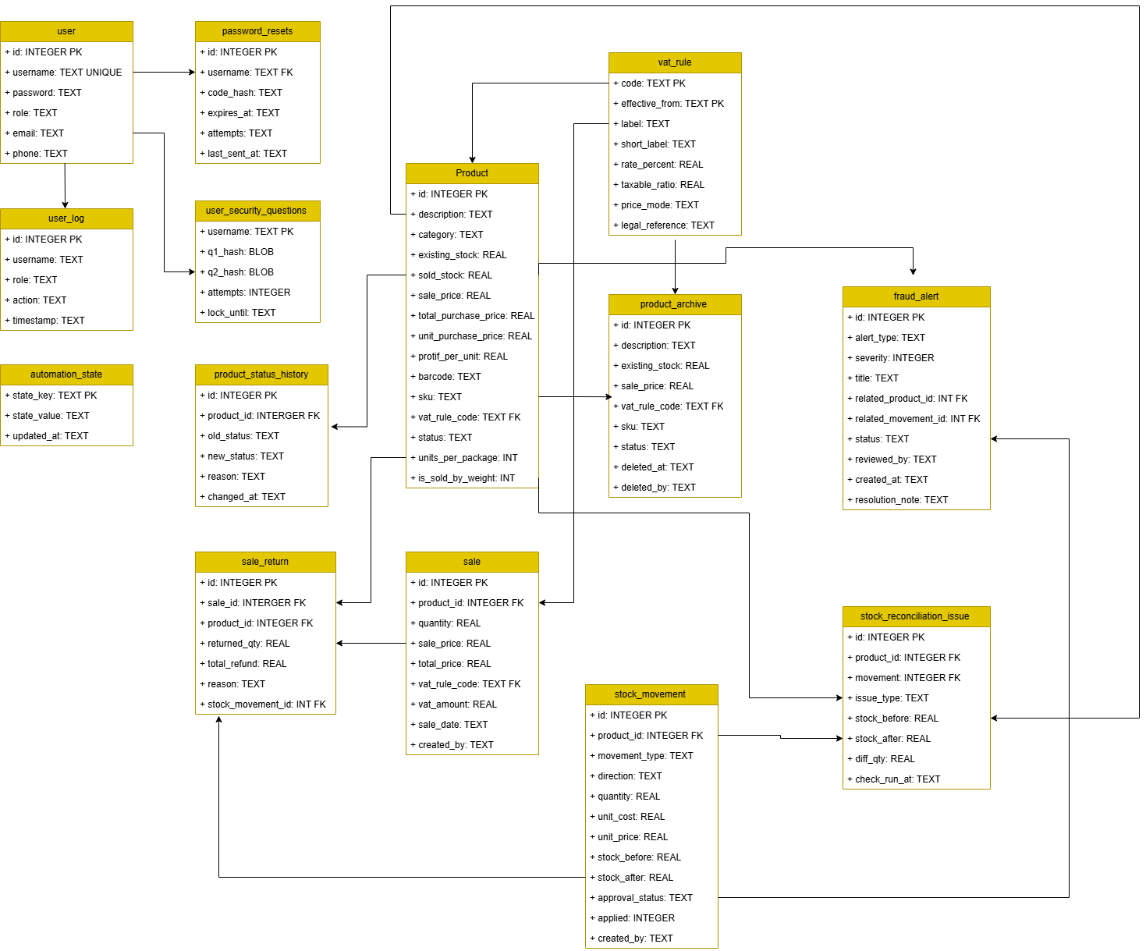 user
+ id: INTEGER PK
+ username: TEXT UNIQUE
+ password: TEXT
+ role: TEXT
+ email: TEXT
+ phone: TEXT
password_resets
+ id: INTEGER PK
+ username: TEXT FK
+ code_hash: TEXT
+ expires_at: TEXT
+ attempts: TEXT
+ last_sent_at: TEXT
vat_rule
+ code: TEXT PK
+ effective_from: TEXT PK
+ label: TEXT
+ short_label: TEXT
+ rate_percent: REAL
+ taxable_ratio: REAL
+ price_mode: TEXT
+ legal_reference: TEXT
Product
+ id: INTEGER PK
+ description: TEXT
+ category: TEXT
+ existing_stock: REAL
+ sold_stock: REAL
+ sale_price: REAL
+ total_purchase_price: REAL
+ unit_purchase_price: REAL
+ protif_per_unit: REAL
+ barcode: TEXT
+ sku: TEXT
+ vat_rule_code: TEXT FK
+ status: TEXT
+ units_per_package: INT
+ is_sold_by_weight: INT
user_log
+ id: INTEGER PK
+ username: TEXT
+ role: TEXT
+ action: TEXT
+ timestamp: TEXT
user_security_questions
+ username: TEXT PK
+ q1_hash: BLOB
+ q2_hash: BLOB
+ attempts: INTEGER
+ lock_until: TEXT
product_archive
+ id: INTEGER PK
+ description: TEXT
+ existing_stock: REAL
+ sale_price: REAL
+ vat_rule_code: TEXT FK
+ sku: TEXT
+ status: TEXT
+ deleted_at: TEXT
+ deleted_by: TEXT
fraud_alert
+ id: INTEGER PK
+ alert_type: TEXT
+ severity: INTEGER
+ title: TEXT
+ related_product_id: INT FK
+ related_movement_id: INT FK
+ status: TEXT
+ reviewed_by: TEXT
+ created_at: TEXT
+ resolution_note: TEXT
automation_state
+ state_key: TEXT PK
+ state_value: TEXT
+ updated_at: TEXT
product_status_history
+ id: INTEGER PK
+ product_id: INTERGER FK
+ old_status: TEXT
+ new_status: TEXT
+ reason: TEXT
+ changed_at: TEXT
sale_return
+ id: INTEGER PK
+ sale_id: INTERGER FK
+ product_id: INTEGER FK
+ returned_qty: REAL
+ total_refund: REAL
+ reason: TEXT
+ stock_movement_id: INT FK
sale
+ id: INTEGER PK
+ product_id: INTEGER FK
+ quantity: REAL
+ sale_price: REAL
+ total_price: REAL
+ vat_rule_code: TEXT FK
+ vat_amount: REAL
+ sale_date: TEXT
+ created_by: TEXT
stock_reconciliation_issue
+ id: INTEGER PK
+ product_id: INTEGER FK
+ movement: INTEGER FK
+ issue_type: TEXT
+ stock_before: REAL
+ stock_after: REAL
+ diff_qty: REAL
+ check_run_at: TEXT
stock_movement
+ id: INTEGER PK
+ product_id: INTEGER FK
+ movement_type: TEXT
+ direction: TEXT
+ quantity: REAL
+ unit_cost: REAL
+ unit_price: REAL
+ stock_before: REAL
+ stock_after: REAL
+ approval_status: TEXT
+ applied: INTEGER
+ created_by: TEXT